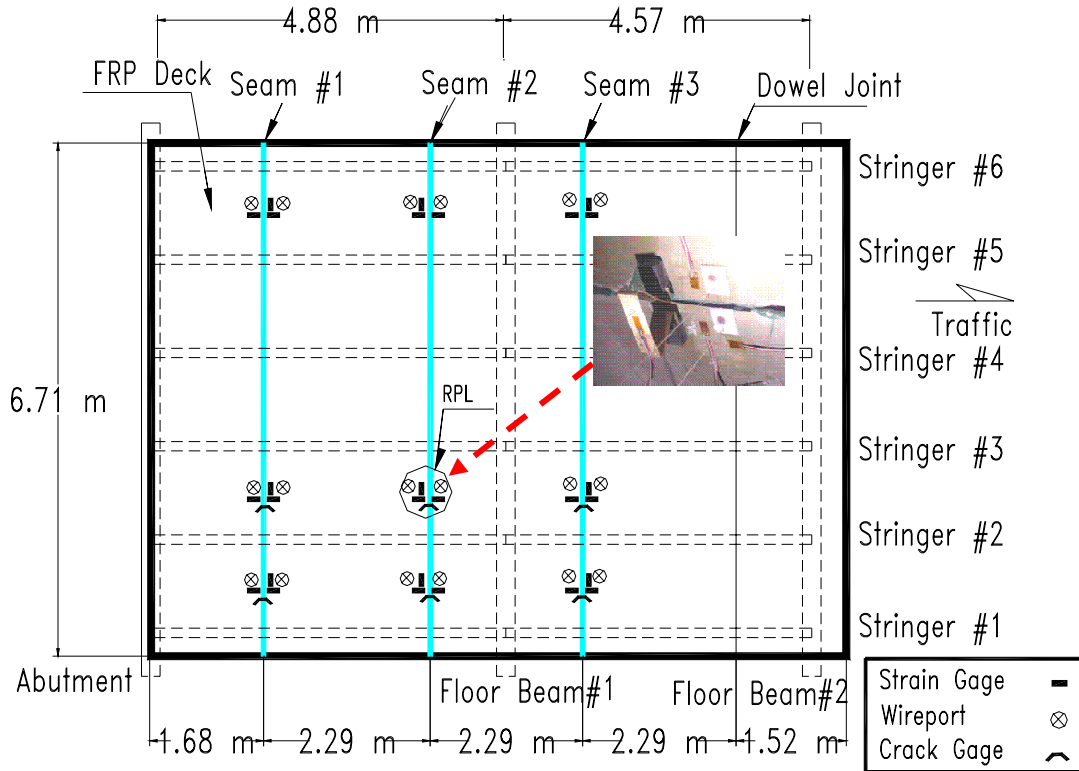 4.88 m
4.57 m
FRP Deck
Seam #1
Seam #2
Seam #3
Dowel Joint
Stringer #6
Stringer #5
Traffic
Stringer #4
6.71 m
RPL
Stringer #3
Stringer #2
Stringer #1
Abutment
Floor Beam#1
Floor Beam#2
1.68 m
2.29 m
2.29 m
2.29 m
1.52 m
Strain Gage
Wireport
Crack Gage